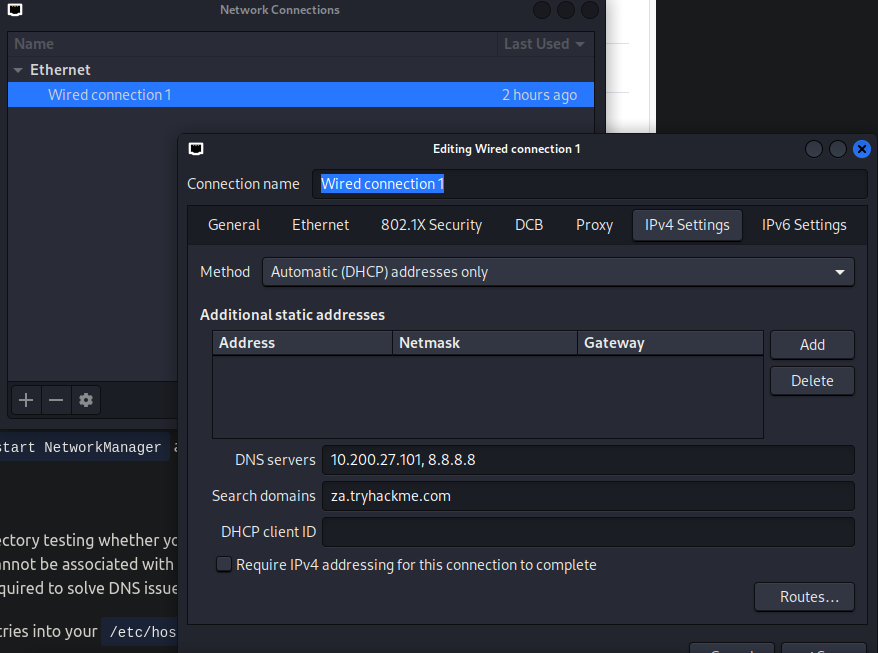 Network Connections
Name Last Used
Ethernet
Wired connection 1 2 hours ago
Editing Wired connection 1
Connection name Wired connection 1
General Ethernet 802.1X Security DCB Proxy IPv4 Settings IPv6 Settings
Method Automatic (DHCP) addresses only
Additional static addresses
Address Netmask Gateway
Add
Delete
DNS servers 10.200.27.101, 8.8.8.8
Search domains za.tryhackme.com
DHCP client ID
Require IPv4 addressing for this connection to complete
Routes...
start NetworkManager a
ectory testing whether yo
annot be associated with
quired to solve DNS issue
tries into your /etc/hos